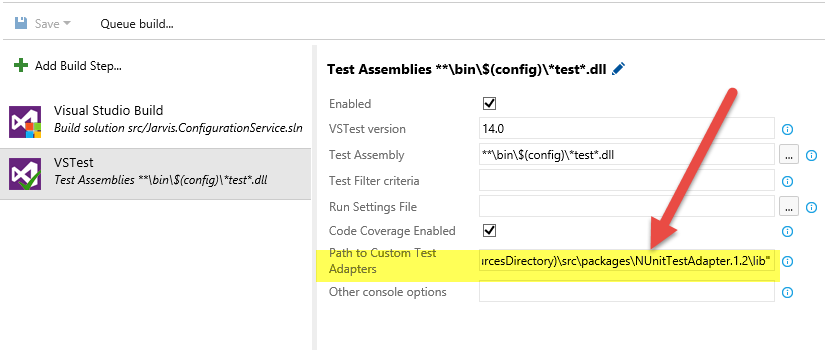 Save Queue build...
Add Build Step...
Visual Studio Build
Build solution src/Jarvis.ConfigurationService.sln
VSTest
Test Assemblies **\bin\$(config)\*test*.dll
Test Assemblies **\bin\$(config)\*test*.dll
Enabled
VSTest version 14.0
Test Assembly **\bin\$(config)\*test*.dll ...
Test Filter criteria
Run Settings File ...
Code Coverage Enabled
Path to Custom Test
Adapters
urcesDirectory)\src\packages\NUnitTestAdapter.1.2\lib"
Other console options